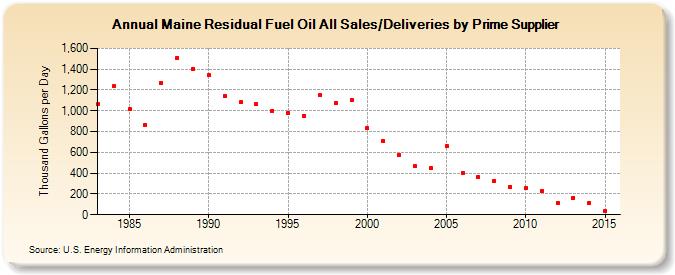 Annual Maine Residual Fuel Oil All Sales/Deliveries by Prime Supplier
Thousand Gallons per Day
1,600
1,400
1,200
1,000
800
600
400
200
0
1985 1990 1995 2000 2005 2010 2015
Source: U.S. Energy Information Administration